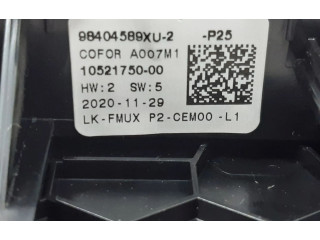 98404589XU-2 -P25
COFOR A007M1
10521750-00
HW:2 SW:5
2020-11-29
LK-FMUX P2-CEM00 -L1